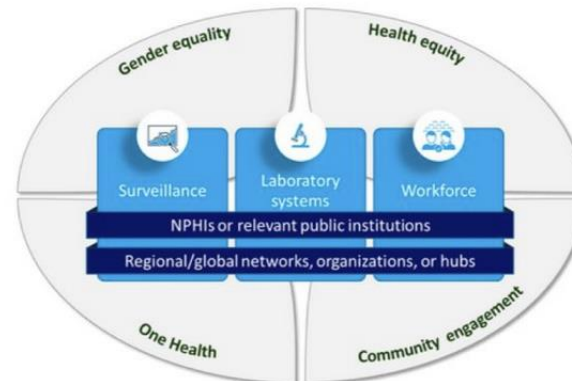 Gender equality
Health equity
Surveillance
Laboratory
systems
Workforce
NPHIs or relevant public institutions
Regional/global networks, organizations, or hubs
One Health
Community engagement